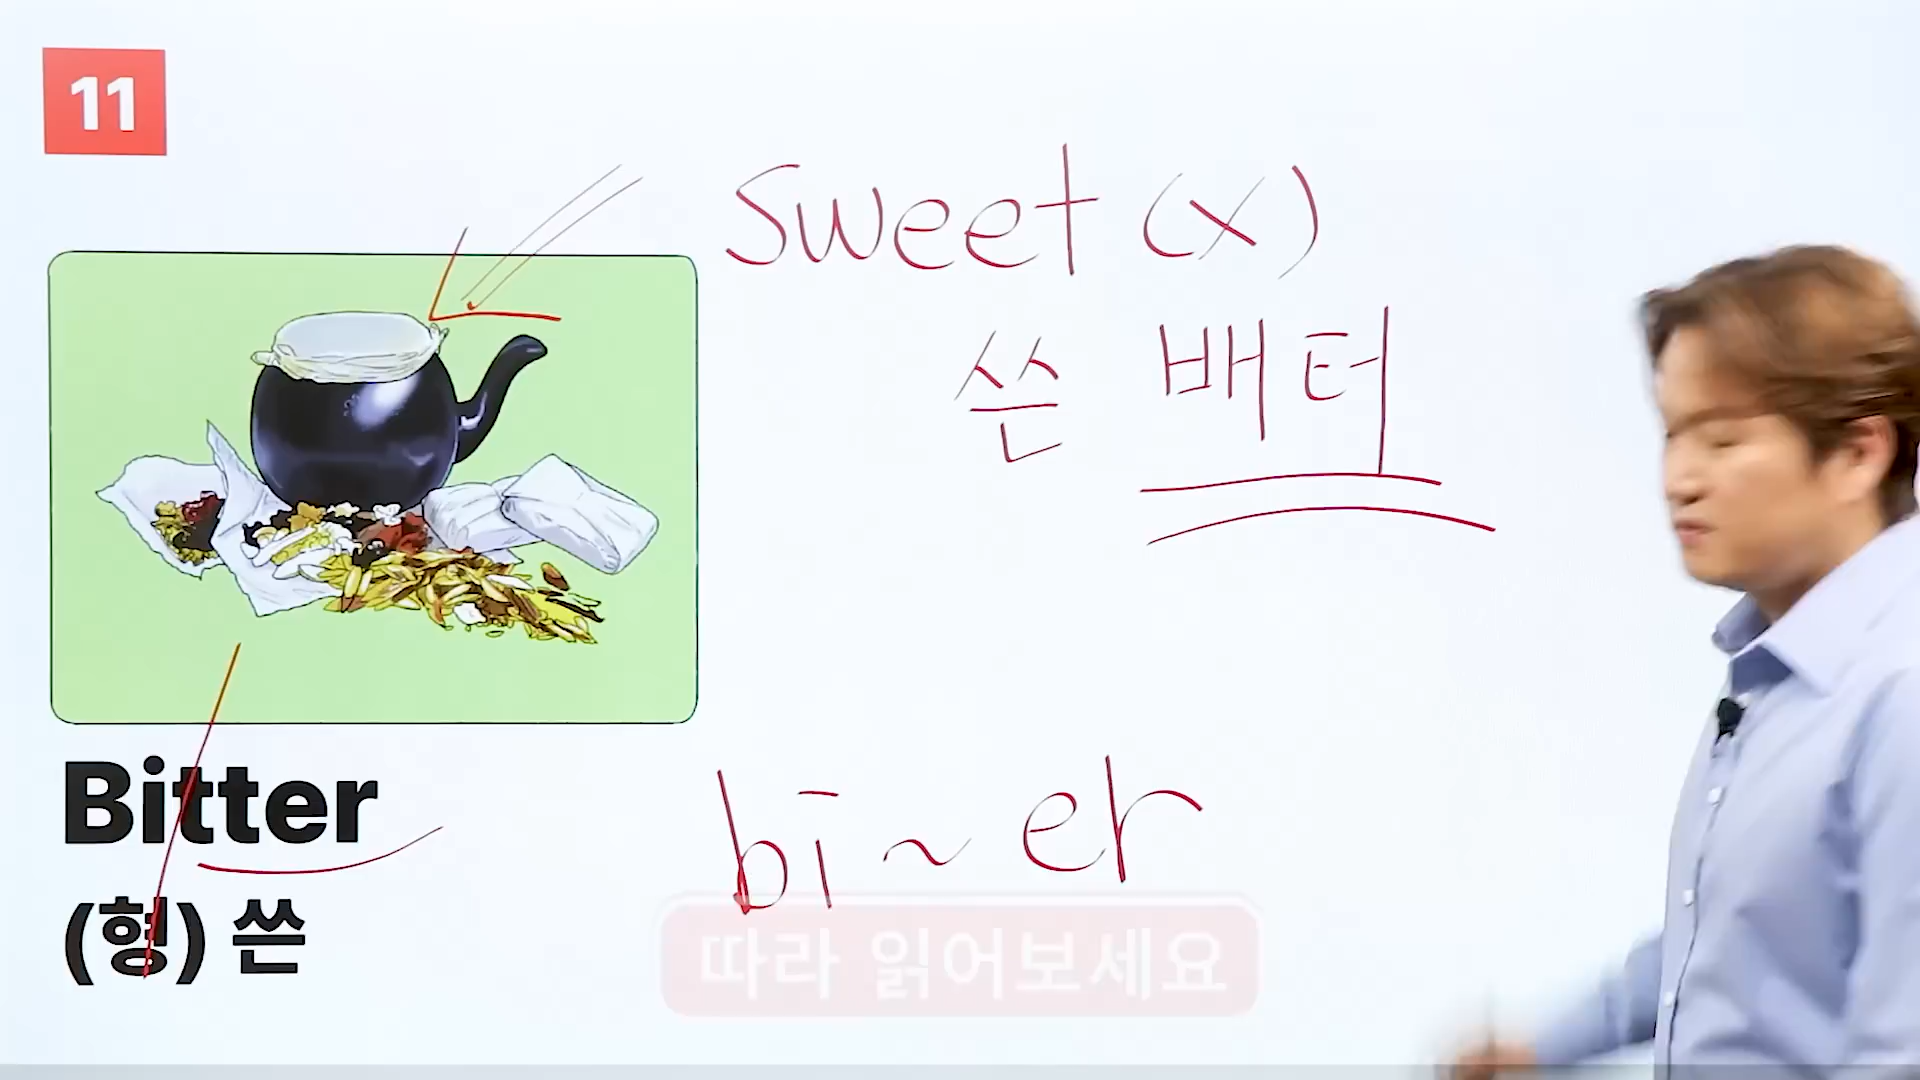 11
sweet (x)
쓴 배터
Bitter
(형) 쓴
bi ~ er
따라 읽어보세요